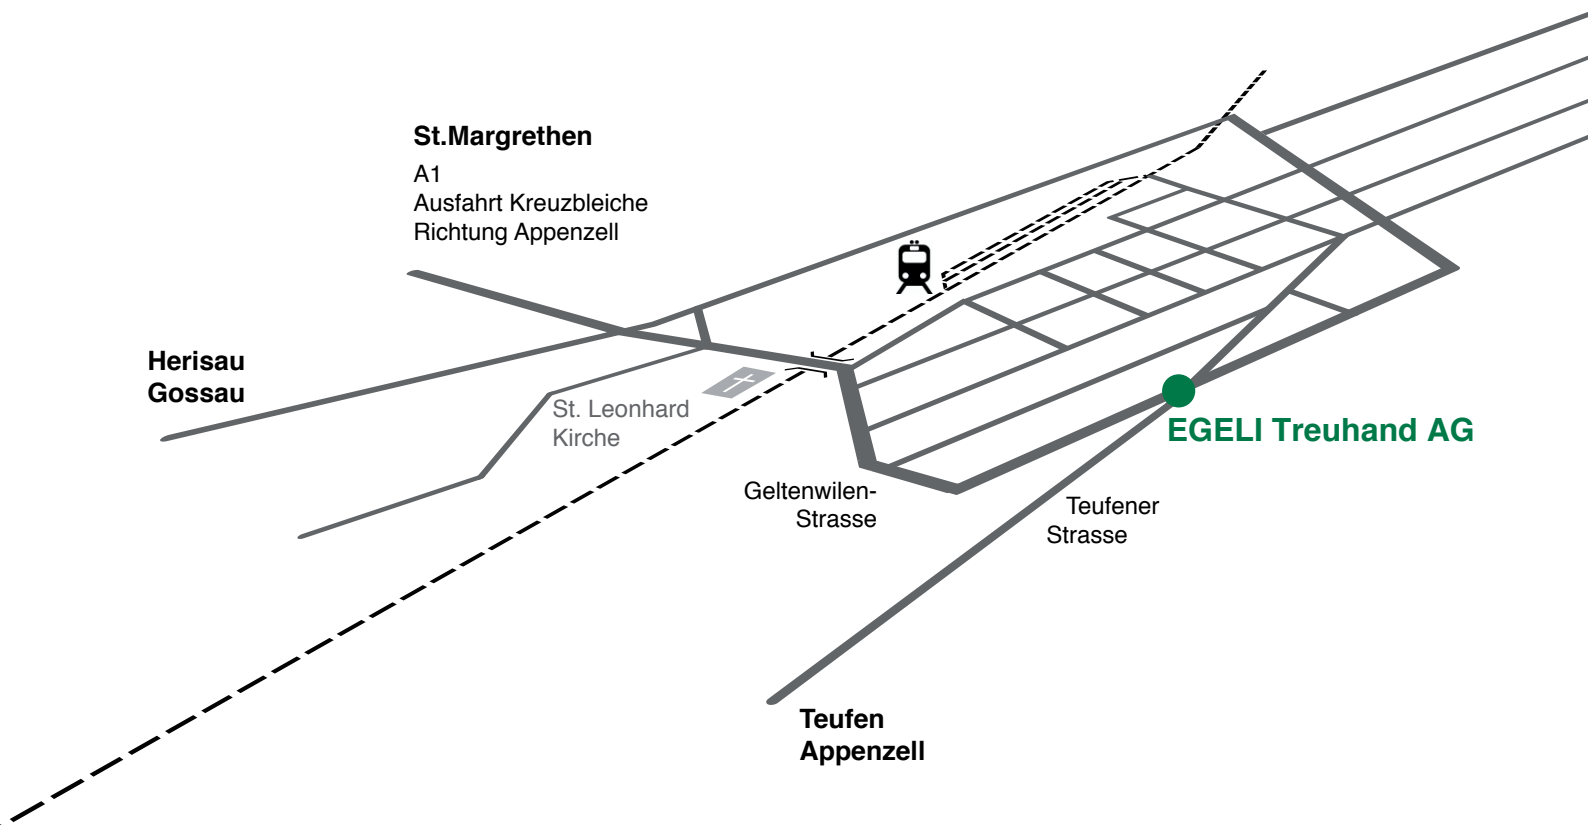 St.Margrethen
A1
Ausfahrt Kreuzbleiche
Richtung Appenzell
Herisau
Gossau
St. Leonhard
Kirche
EGELI Treuhand AG
Geltenwilen-
Strasse
Teufener
Strasse
Teufen
Appenzell